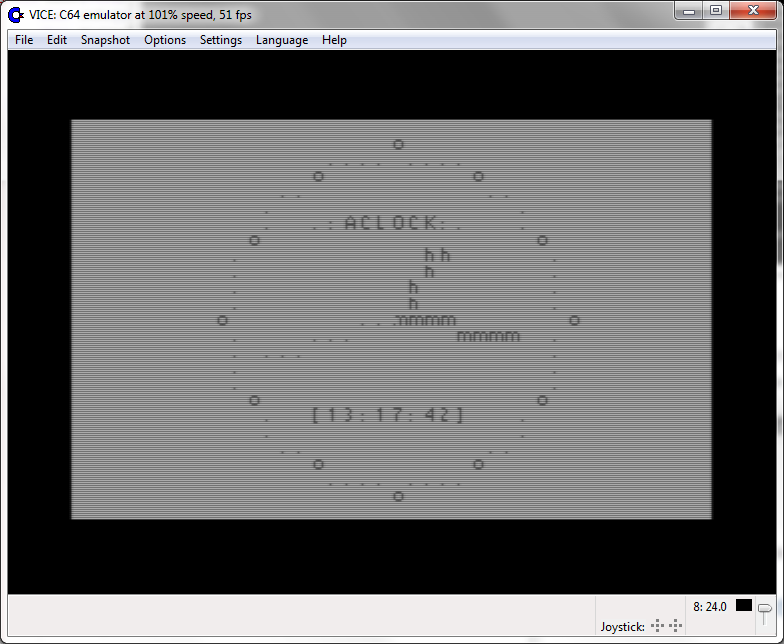 VICE: C64 emulator at 101% speed, 51 fps
File Edit Snapshot Options Settings Language Help
o
. . . .   . . . .
o o
. .   . .
.   .
.   . . : ACLOCK: .   .
o o
.   h h   .
.   h   .
.   h   .
.   h   .
o   . . .mmmm   o
.   . . .   mmmm   .
.   . . .   .
.   .
.   .
o o
.   [13:17:42]   .
.   .
. .   . .
o o
. . . .   . . . .
o
8: 24.0
Joystick: